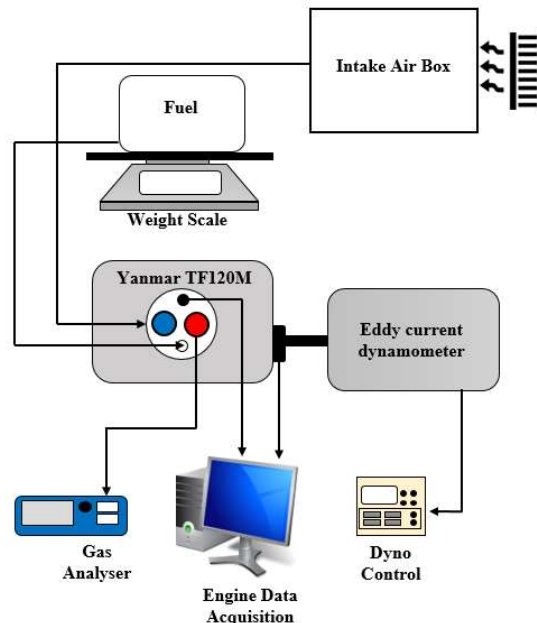 Intake Air Box
Fuel
Weight Scale
Yanmar TF120M
Eddy current
dynamometer
Gas
Analyser
Engine Data
Acquisition
Dyno
Control